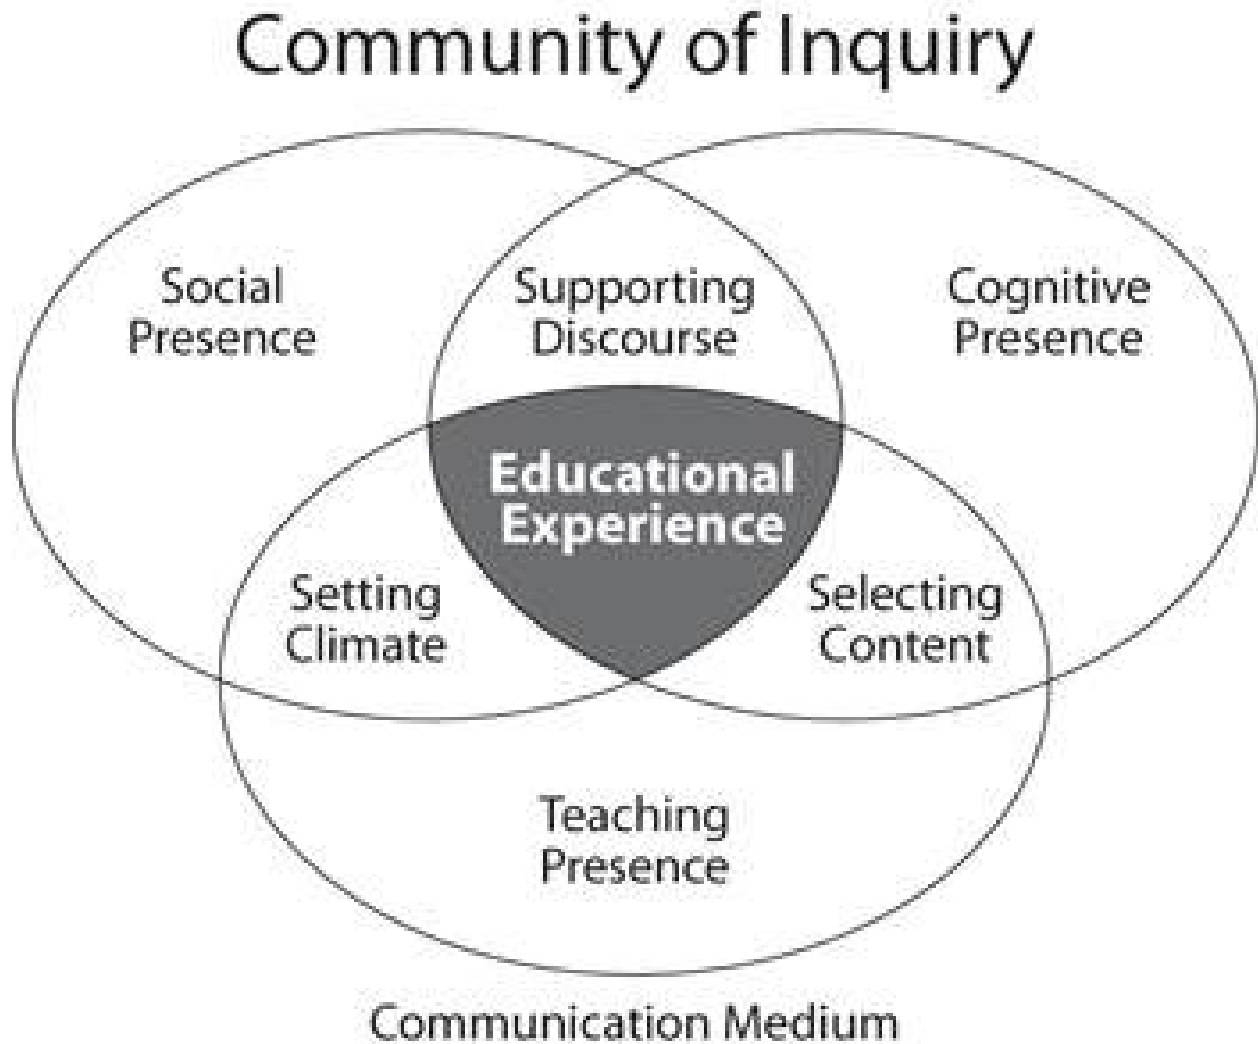 Community of Inquiry
Social
Presence
Supporting
Discourse
Cognitive
Presence
Educational
Experience
Setting
Climate
Selecting
Content
Teaching
Presence
Communication Medium